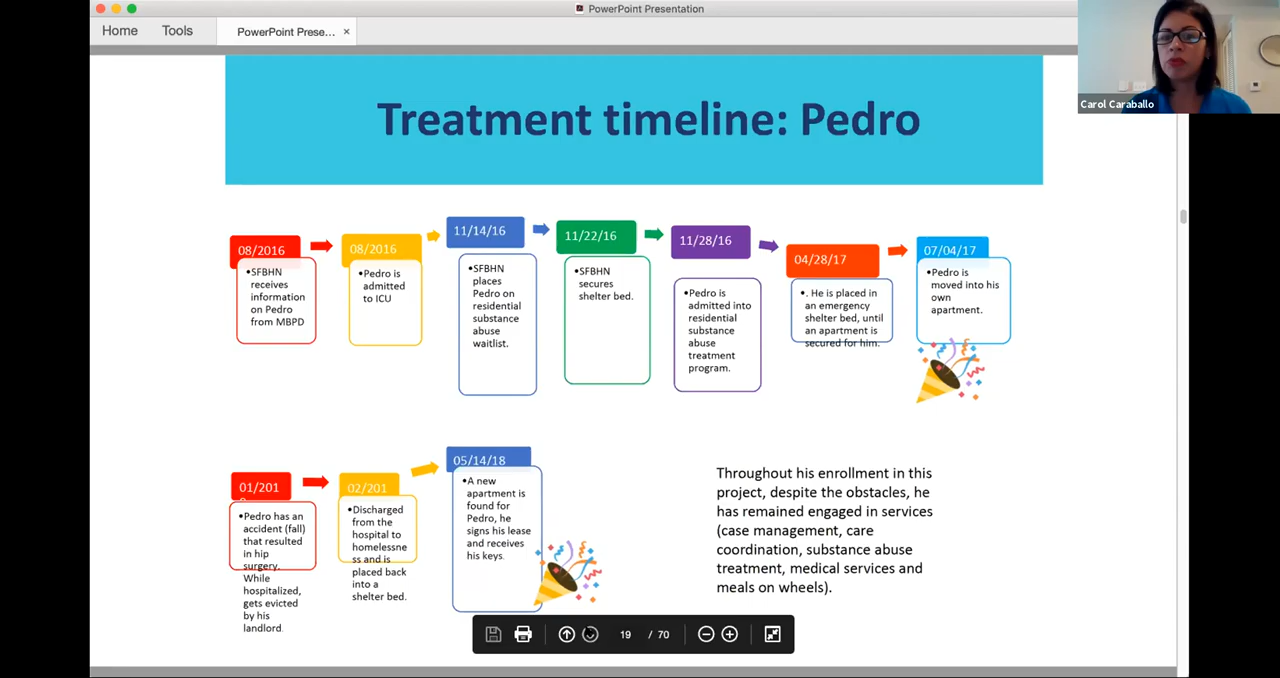 PowerPoint Presentation
Home
Tools
PowerPoint Prese...
×
Carol Caraballo
Treatment timeline: Pedro
08/2016
•SFBHN
receives
information
on Pedro
from MBPD
08/2016
•Pedro is
admitted
to ICU
11/14/16
•SFBHN
places
Pedro on
residential
substance
abuse
waitlist.
11/22/16
•SFBHN
secures
shelter bed.
11/28/16
•Pedro is
admitted into
residential
substance
abuse
treatment
program.
04/28/17
•. He is placed in
an emergency
shelter bed, until
an apartment is
secured for him.
07/04/17
•Pedro is
moved into his
own
apartment.
01/201
•Pedro has an
accident (fall)
that resulted
in hip
surgery.
While
hospitalized,
gets evicted
by his
landlord.
02/201
•Discharged
from the
hospital to
homelessne
ss and is
placed back
into a
shelter bed.
05/14/18
•A new
apartment is
found for
Pedro, he
signs his lease
and receives
his keys.
Throughout his enrollment in this
project, despite the obstacles, he
has remained engaged in services
(case management, care
coordination, substance abuse
treatment, medical services and
meals on wheels).
19 / 70